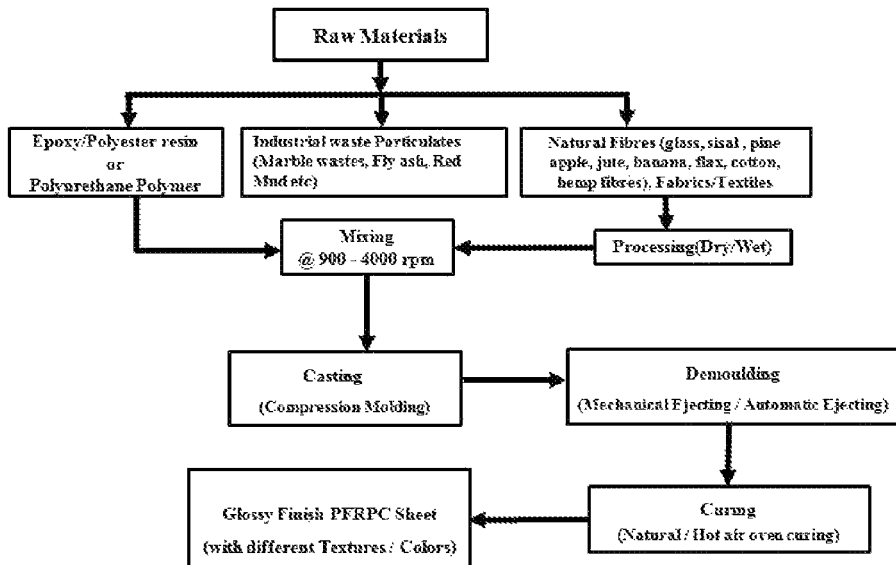 Raw Materials
Epoxy/Polyester resin
or
Polyurethane Polymer
Industrial waste Particulates
(Marble wastes, Fly ash, Red
Mud etc)
Natural Fibres (glass, sisal , pine
apple, jute, banana, flax, cotton,
hemp fibres), Fabrics/Textiles
Mixing
@ 900 - 4000 rpm
Processing(Dry/Wet)
Casting
(Compression Molding)
Demoulding
(Mechanical Ejecting / Automatic Ejecting)
Curing
(Natural / Hot air oven curing)
Glossy Finish PFRPC Sheet
(with different Textures / Colors)